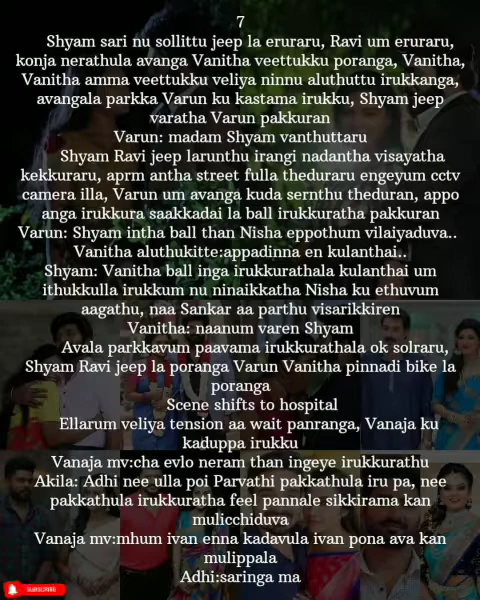 7
Shyam sari nu sollittu jeep la eruraru, Ravi um eruraru,
konja nerathula avanga Vanitha veettukku poranga, Vanitha,
Vanitha amma veettukku veliya ninnu aluthuttu irukkanga,
avangala parkka Varun ku kastama irukku, Shyam jeep
varatha Varun pakkuran
Varun: madam Shyam vanthuttaru
Shyam Ravi jeep larunthu irangi nadantha visayatha
kekkuraru, aprm antha street fulla theduraru engeyum cctv
camera illa, Varun um avanga kuda sernthu theduran, appo
anga irukkura saakkadai la ball irukkuratha pakkuran
Varun: Shyam intha ball than Nisha eppothum vilaiyaduva..
Vanitha aluthukitte:appadinna en kulanthai..
Shyam: Vanitha ball inga irukkurathala kulanthai um
ithukkulla irukkum nu ninaikkatha Nisha ku ethuvum
aagathu, naa Sankar aa parthu visarikkiren
Vanitha: naanum varen Shyam
Avala parkkavum paavama irukkurathala ok solraru,
Shyam Ravi jeep la poranga Varun Vanitha pinnadi bike la
poranga
Scene shifts to hospital
Ellarum veliya tension aa wait panranga, Vanaja ku
kaduppa irukku
Vanaja mv:cha evlo neram than ingeye irukkurathu
Akila: Adhi nee ulla poi Parvathi pakkathula iru pa, nee
pakkathula irukkuratha feel pannale sikkirama kan
mulicchiduva
Vanaja mv:mhum ivan enna kadavula ivan pona ava kan
mulippala
Adhi:saringa ma
SUBSCRIBE